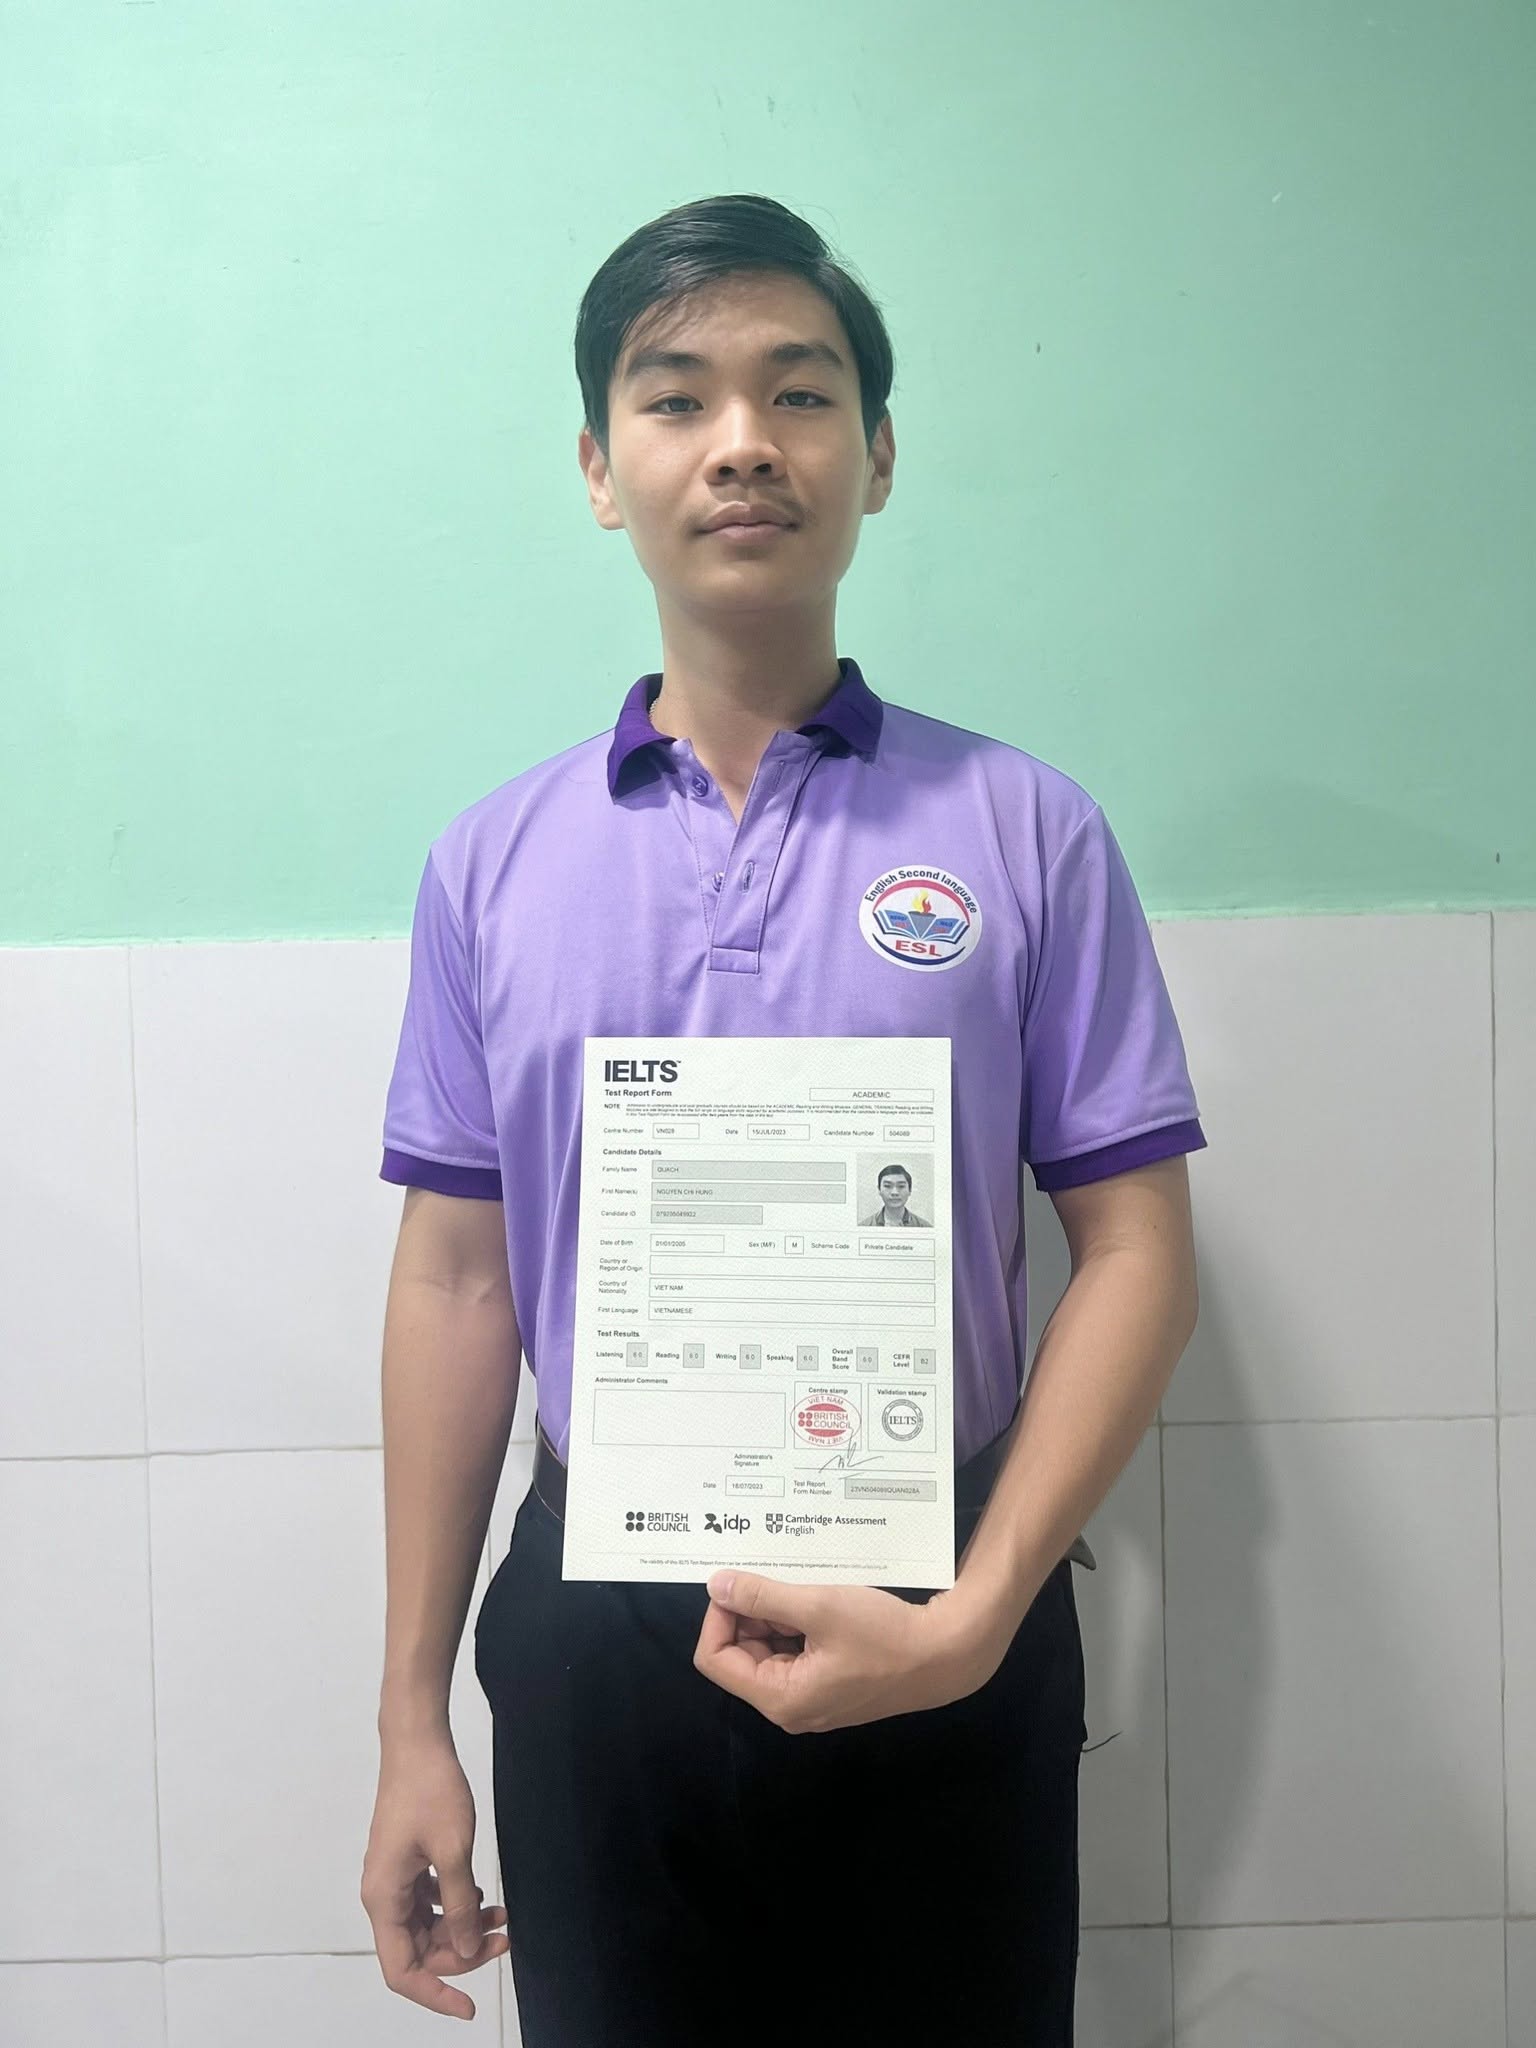 English Second language
ESL
IELTS™
Test Report Form
ACADEMIC
NOTE
Centre Number VN028 Date 15/JUL/2023 Candidate Number 504089
Candidate Details
Family Name QUACH
First Name(s) NGUYEN CHI HUNG
Candidate ID
Date of Birth 01/01/2005 Sex (M/F) M Scheme Code Private Candidate
Country or
Region of Origin
Country of
Nationality VIET NAM
First Language VIETNAMESE
Test Results
Listening 6.0 Reading 6.0 Writing 6.0 Speaking 6.0 Overall
Band
Score 6.0 CEFR
Level B2
Administrator Comments
Centre stamp
VIET NAM
BRITISH
COUNCIL
VIET NAM
Validation stamp
IELTS
Administrator's
Signature
Date 18/07/2023 Test Report
Form Number
BRITISH
COUNCIL
idp
Cambridge Assessment
English
The validity of this IELTS Test Report Form can be verified online by recognising organisations at